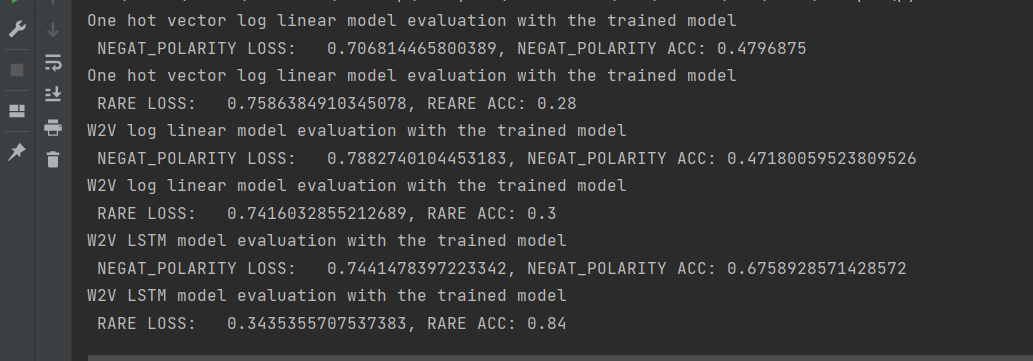 One hot vector log linear model evaluation with the trained model
NEGAT_POLARITY LOSS:   0.706814465800389, NEGAT_POLARITY ACC: 0.4796875
One hot vector log linear model evaluation with the trained model
RARE LOSS:   0.7586384910345078, REARE ACC: 0.28
W2V log linear model evaluation with the trained model
NEGAT_POLARITY LOSS:   0.7882740104453183, NEGAT_POLARITY ACC: 0.47180059523809526
W2V log linear model evaluation with the trained model
RARE LOSS:   0.7416032855212689, RARE ACC: 0.3
W2V LSTM model evaluation with the trained model
NEGAT_POLARITY LOSS:   0.7441478397223342, NEGAT_POLARITY ACC: 0.6758928571428572
W2V LSTM model evaluation with the trained model
RARE LOSS:   0.3435355707537383, RARE ACC: 0.84